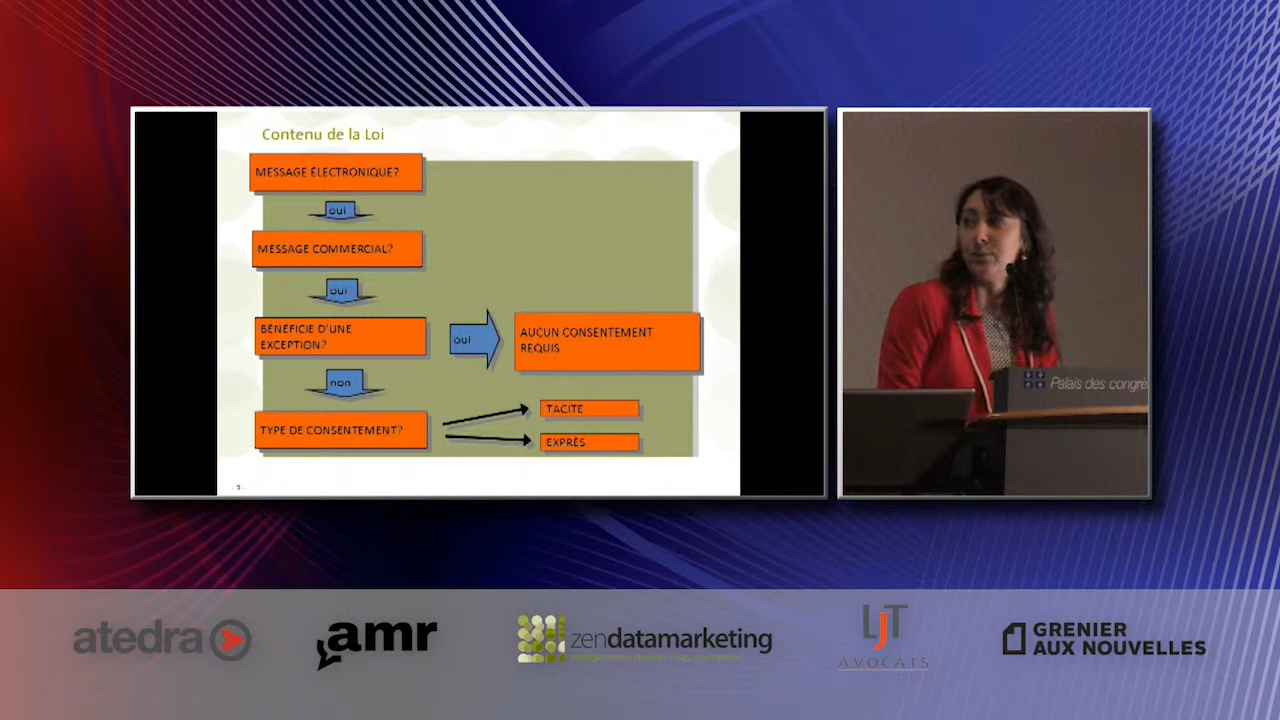 Contenu de la Loi
MESSAGE ÉLECTRONIQUE?
oui
MESSAGE COMMERCIAL?
oui
BÉNÉFICIE D'UNE
EXCEPTION?
oui
AUCUN CONSENTEMENT
REQUIS
non
TYPE DE CONSENTEMENT?
TACITE
EXPRÈS
- 9 -
Palais des congrè
atedra
amr
zendatamarketing
LJT
AVOCATS
GRENIER
AUX NOUVELLES